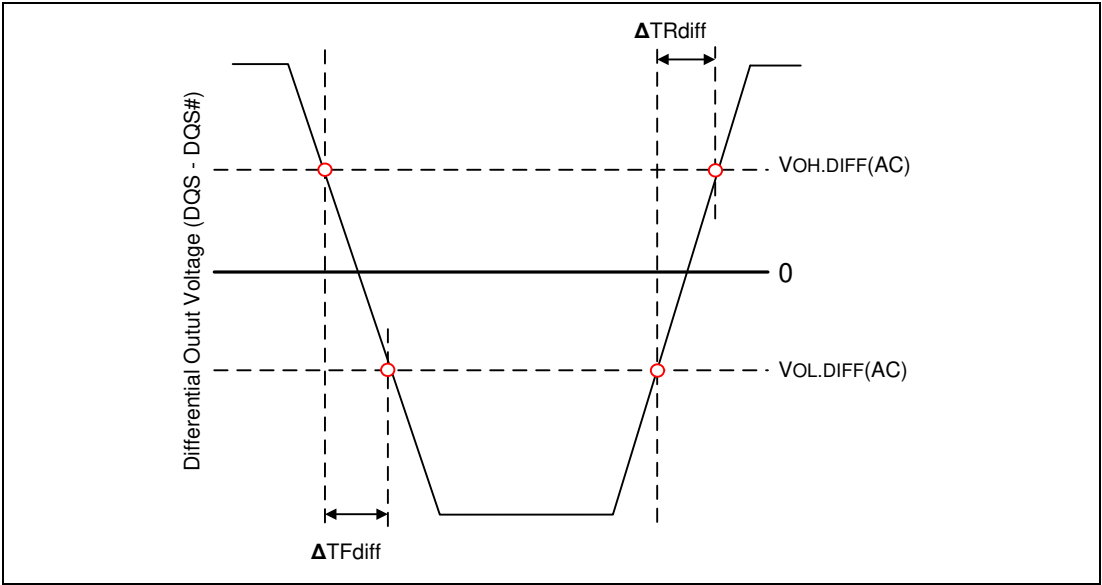 ΔTRdiff
Differential Outut Voltage (DQS - DQS#)
VOH.DIFF(AC)
0
VOL.DIFF(AC)
ΔTFdiff